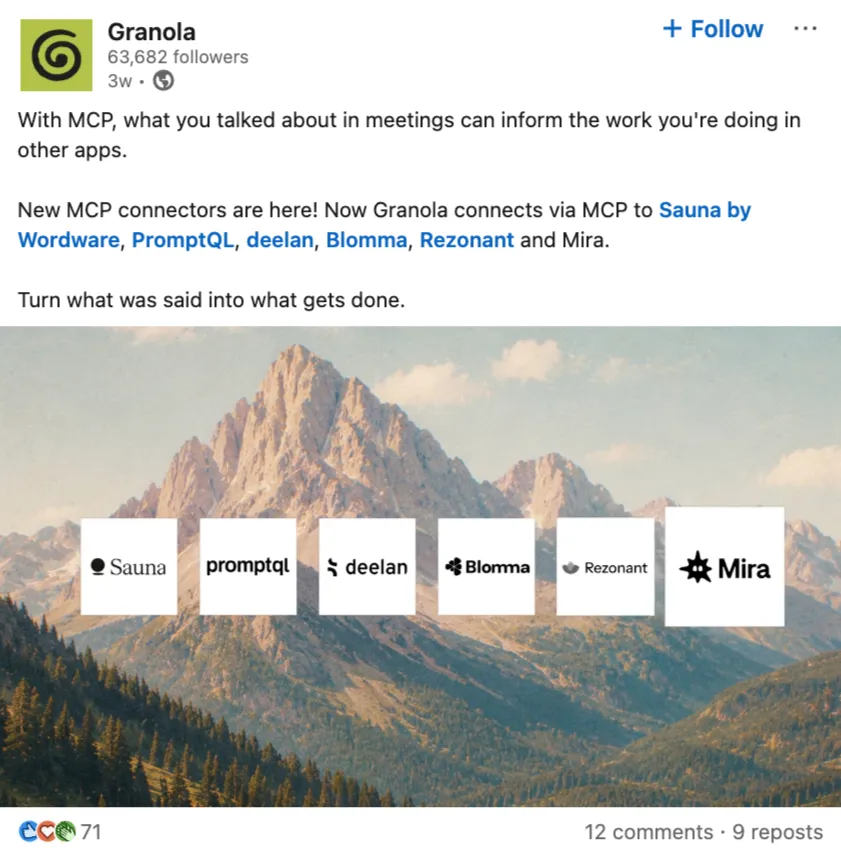 Granola
+ Follow ...
63,682 followers
3w •
With MCP, what you talked about in meetings can inform the work you're doing in
other apps.
New MCP connectors are here! Now Granola connects via MCP to Sauna by
Wordware, PromptQL, deelan, Blomma, Rezonant and Mira.
Turn what was said into what gets done.
Sauna
promptql
deelan
Blomma
Rezonant
Mira
71
12 comments · 9 reposts